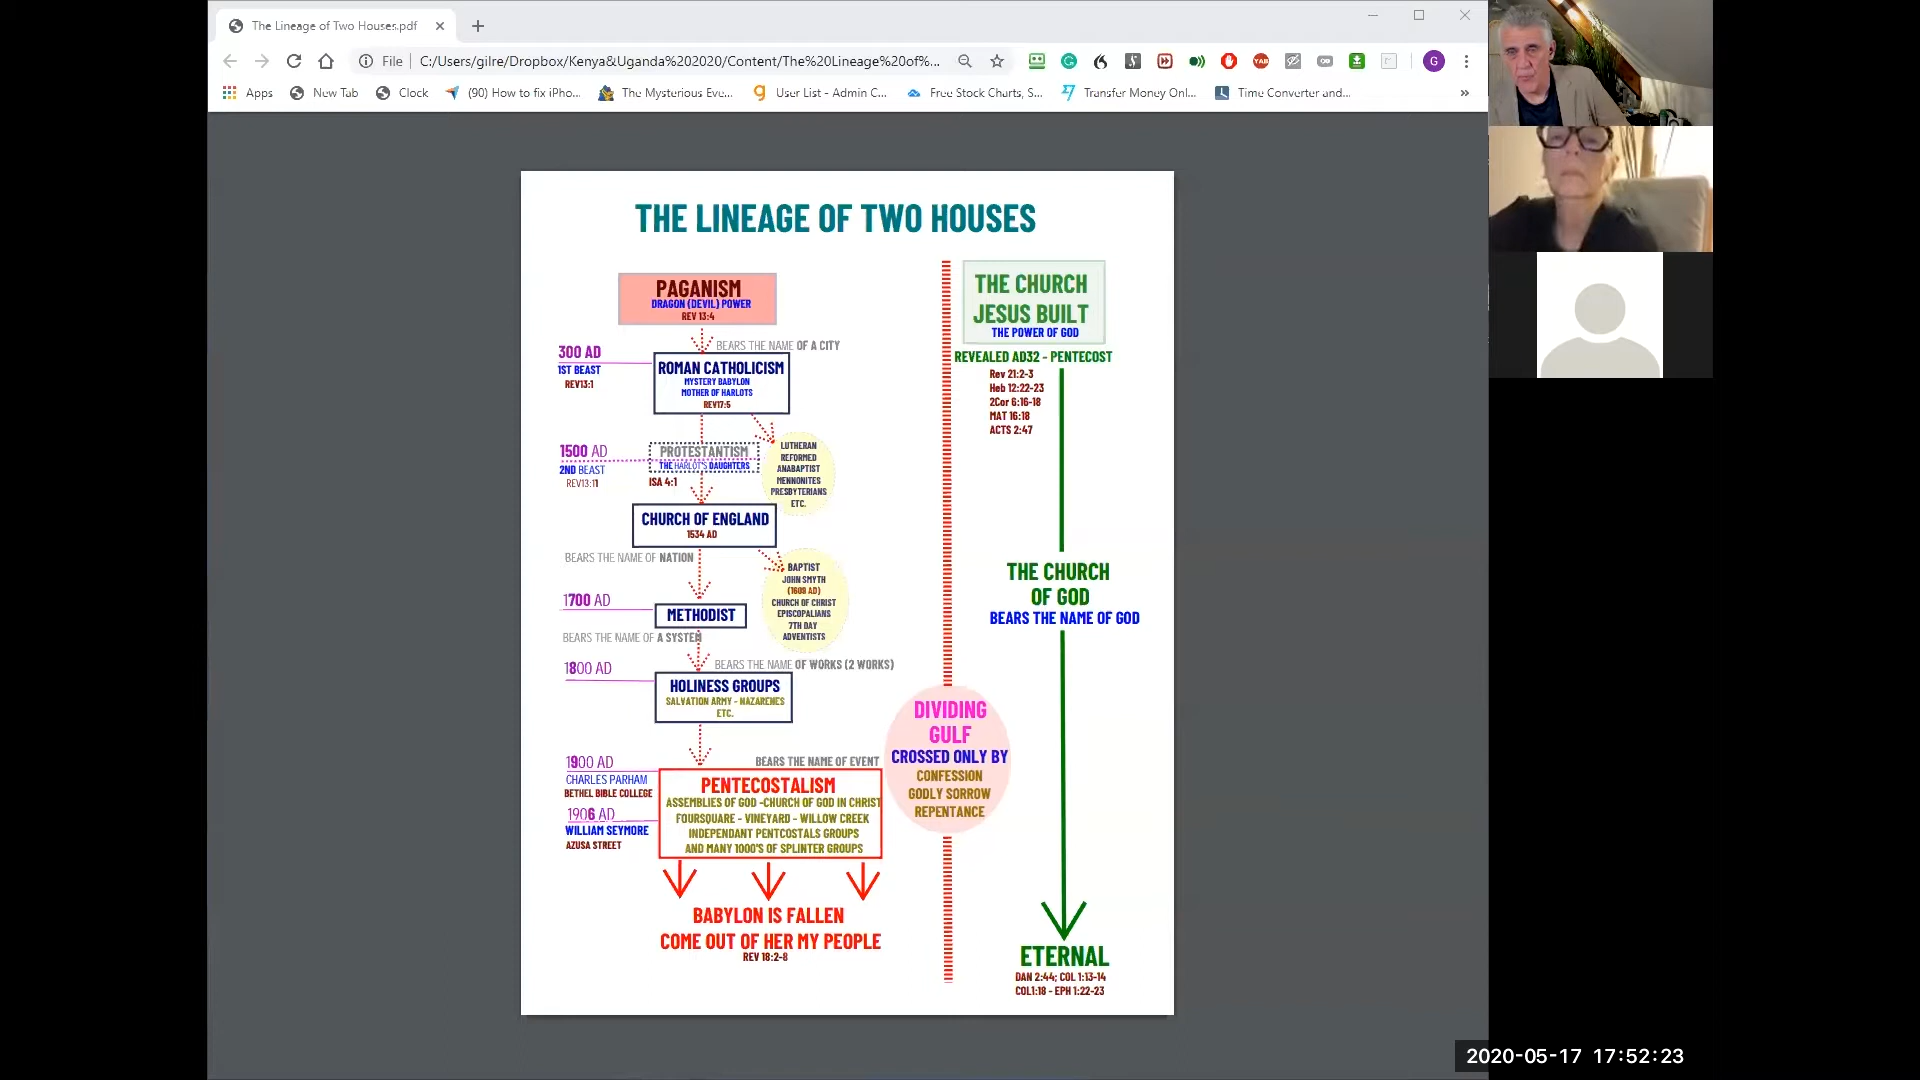 The Lineage of Two Houses.pdf
File
C:/Users/gilre/Dropbox/Kenya&Uganda%202020/Content/The%20Lineage%20of%...
G
Apps
New Tab
Clock
(90) How to fix iPho...
The Mysterious Eve...
User List - Admin C...
Free Stock Charts, S...
Transfer Money Onl...
Time Converter and...
THE LINEAGE OF TWO HOUSES
PAGANISM
DRAGON (DEVIL) POWER
REV 13:4
BEARS THE NAME OF A CITY
300 AD
1ST BEAST
REV13:1
ROMAN CATHOLICISM
MYSTERY BABYLON
MOTHER OF HARLOTS
REV17:5
1500 AD
2ND BEAST
REV13:11
PROTESTANTISM
THE HARLOT'S DAUGHTERS
ISA 4:1
LUTHERAN
REFORMED
ANABAPTIST
MENNONITES
PRESBYTERIANS
ETC.
CHURCH OF ENGLAND
1534 AD
BEARS THE NAME OF NATION
BAPTIST
JOHN SMYTH
(1608 AD)
CHURCH OF CHRIST
EPISCOPALIANS
7TH DAY
ADVENTISTS
1700 AD
METHODIST
BEARS THE NAME OF A SYSTEM
BEARS THE NAME OF WORKS (2 WORKS)
1800 AD
HOLINESS GROUPS
SALVATION ARMY - NAZARENES
ETC.
1900 AD
CHARLES PARHAM
BETHEL BIBLE COLLEGE
1906 AD
WILLIAM SEYMORE
AZUSA STREET
BEARS THE NAME OF EVENT
PENTECOSTALISM
ASSEMBLIES OF GOD -CHURCH OF GOD IN CHRIST
FOURSQUARE - VINEYARD - WILLOW CREEK
INDEPENDANT PENTCOSTALS GROUPS
AND MANY 1000'S OF SPLINTER GROUPS
BABYLON IS FALLEN
COME OUT OF HER MY PEOPLE
REV 18:2-8
DIVIDING
GULF
CROSSED ONLY BY
CONFESSION
GODLY SORROW
REPENTANCE
THE CHURCH
JESUS BUILT
THE POWER OF GOD
REVEALED AD32 - PENTECOST
Rev 21:2-3
Heb 12:22-23
2Cor 6:16-18
MAT 16:18
ACTS 2:47
THE CHURCH
OF GOD
BEARS THE NAME OF GOD
ETERNAL
DAN 2:44; COL 1:13-14
COL1:18 - EPH 1:22-23
2020-05-17 17:52:23